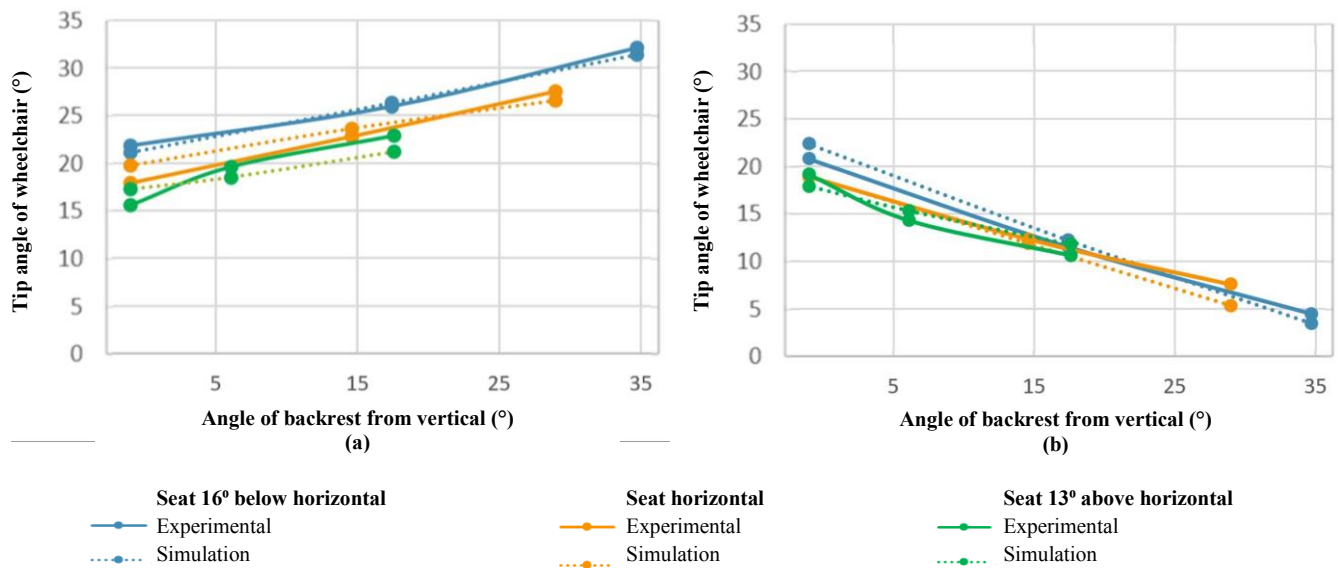 35
30
25
20
15
10
5
0
Tip angle of wheelchair (°)
5 15 25 35
Angle of backrest from vertical (°)
(a)
35
30
25
20
15
10
5
0
Tip angle of wheelchair (°)
5 15 25 35
Angle of backrest from vertical (°)
(b)
Seat 16⁰ below horizontal
Experimental
Simulation
Seat horizontal
Experimental
Simulation
Seat 13⁰ above horizontal
Experimental
Simulation